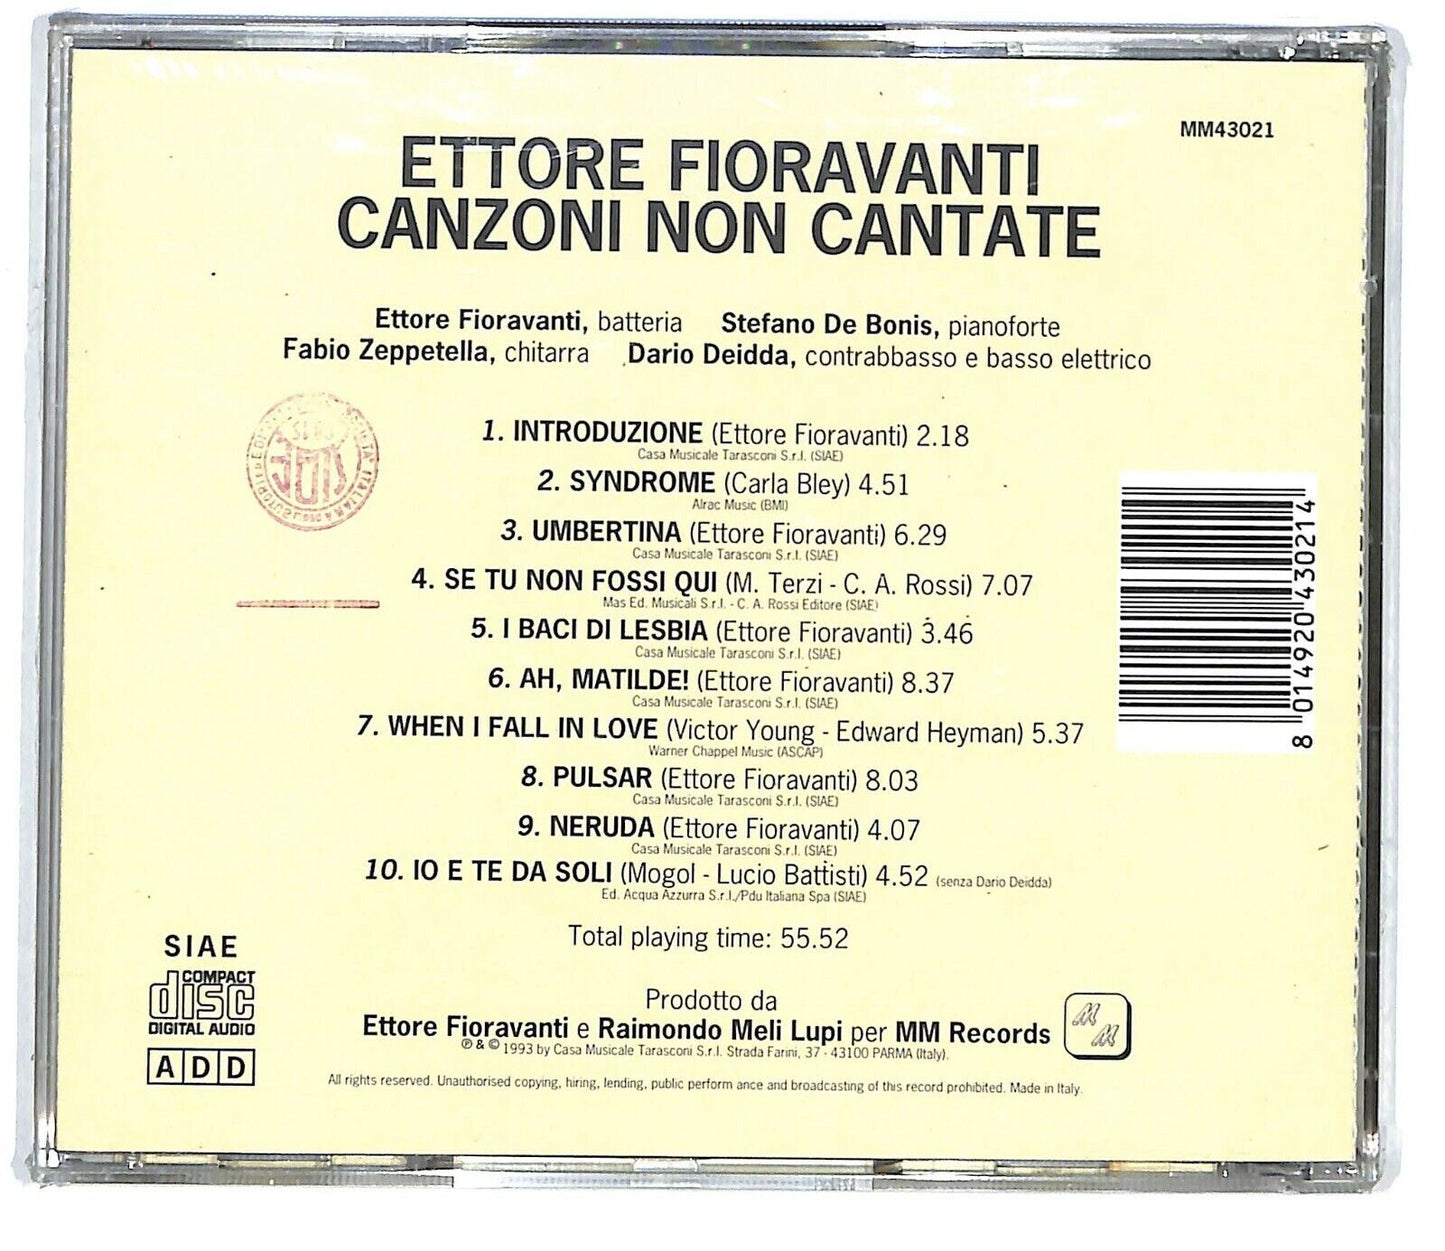 MM43021
ETTORE FIORAVANTI
CANZONI NON CANTATE
Ettore Fioravanti, batteria Stefano De Bonis, pianoforte
Fabio Zeppetella, chitarra Dario Deidda, contrabbasso e basso elettrico
1. INTRODUZIONE (Ettore Fioravanti) 2.18
Casa Musicale Tarasconi S.r.l. (SIAE)
2. SYNDROME (Carla Bley) 4.51
Alrac Music (BMI)
3. UMBERTINA (Ettore Fioravanti) 6.29
Casa Musicale Tarasconi S.r.l. (SIAE)
4. SE TU NON FOSSI QUI (M. Terzi - C. A. Rossi) 7.07
Mas Ed. Musicali S.r.l. - C. A. Rossi Editore (SIAE)
5. I BACI DI LESBIA (Ettore Fioravanti) 3.46
Casa Musicale Tarasconi S.r.l. (SIAE)
6. AH, MATILDE! (Ettore Fioravanti) 8.37
Casa Musicale Tarasconi S.r.l. (SIAE)
7. WHEN I FALL IN LOVE (Victor Young - Edward Heyman) 5.37
Warner Chappel Music (ASCAP)
8. PULSAR (Ettore Fioravanti) 8.03
Casa Musicale Tarasconi S.r.l. (SIAE)
9. NERUDA (Ettore Fioravanti) 4.07
Casa Musicale Tarasconi S.r.l. (SIAE)
10. IO E TE DA SOLI (Mogol - Lucio Battisti) 4.52 (senza Dario Deidda)
Ed. Acqua Azzurra S.r.l./Pdu Italiana Spa (SIAE)
Total playing time: 55.52
8 014920 430214
SIAE
COMPACT
disc
DIGITAL AUDIO
ADD
Prodotto da
Ettore Fioravanti e Raimondo Meli Lupi per MM Records
MM
℗ & © 1993 by Casa Musicale Tarasconi S.r.l. Strada Farini, 37 - 43100 PARMA (Italy).
All rights reserved. Unauthorised copying, hiring, lending, public perform ance and broadcasting of this record prohibited. Made in Italy.